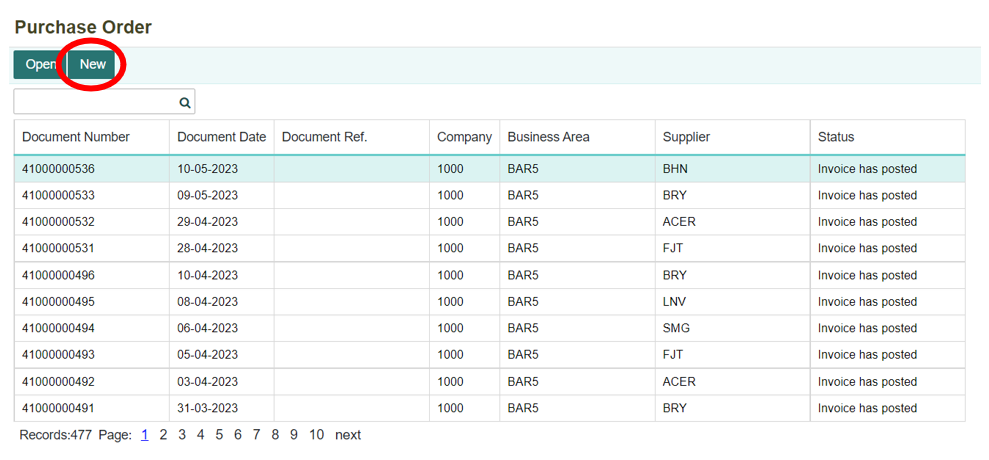 Purchase Order
Open New
Document Number Document Date Document Ref. Company Business Area Supplier Status
41000000536 10-05-2023 1000 BAR5 BHN Invoice has posted
41000000533 09-05-2023 1000 BAR5 BRY Invoice has posted
41000000532 29-04-2023 1000 BAR5 ACER Invoice has posted
41000000531 28-04-2023 1000 BAR5 FJT Invoice has posted
41000000496 10-04-2023 1000 BAR5 BRY Invoice has posted
41000000495 08-04-2023 1000 BAR5 LNV Invoice has posted
41000000494 06-04-2023 1000 BAR5 SMG Invoice has posted
41000000493 05-04-2023 1000 BAR5 FJT Invoice has posted
41000000492 03-04-2023 1000 BAR5 ACER Invoice has posted
41000000491 31-03-2023 1000 BAR5 BRY Invoice has posted
Records:477 Page: 1 2 3 4 5 6 7 8 9 10 next